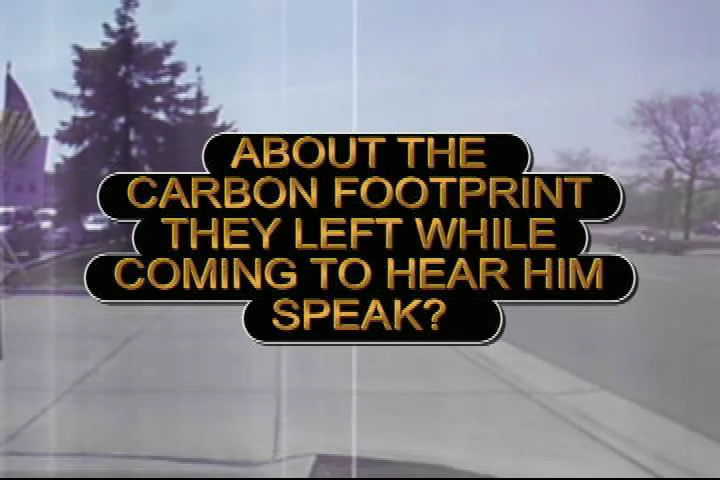 ABOUT THE
CARBON FOOTPRINT
THEY LEFT WHILE
COMING TO HEAR HIM
SPEAK?